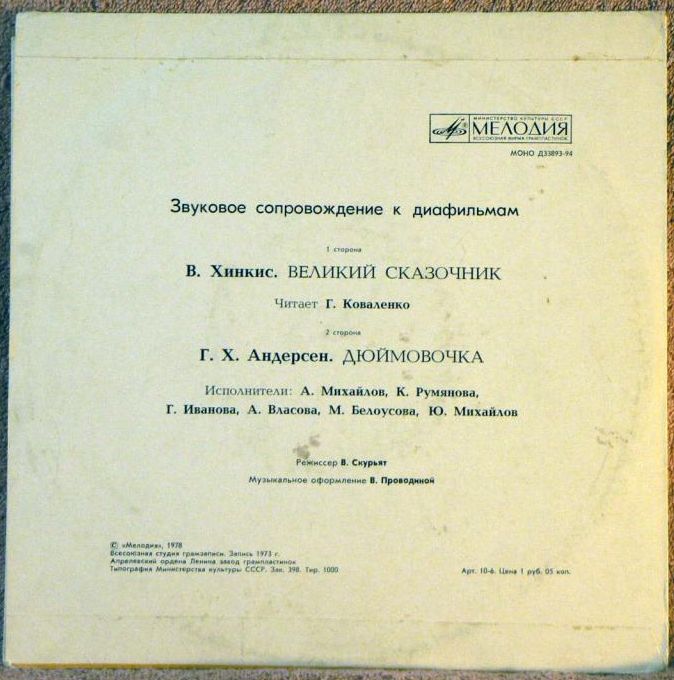 МИНИСТЕРСТВО КУЛЬТУРЫ СССР
МЕЛОДИЯ
ВСЕСОЮЗНАЯ ФИРМА ГРАМПЛАСТИНОК
МОНО Д33893-94
Звуковое сопровождение к диафильмам
1 сторона
В. Хинкис. ВЕЛИКИЙ СКАЗОЧНИК
Читает Г. Коваленко
2 сторона
Г. Х. Андерсен. ДЮЙМОВОЧКА
Исполнители: А. Михайлов, К. Румянова,
Г. Иванова, А. Власова, М. Белоусова, Ю. Михайлов
Режиссер В. Скурьят
Музыкальное оформление В. Проводиной
© «Мелодия», 1978
Всесоюзная студия грамзаписи. Запись 1973 г.
Апрелевский ордена Ленина завод грампластинок
Типография Министерства культуры СССР. Зак. 398. Тир. 1000
Арт. 10-6. Цена 1 руб. 05 коп.